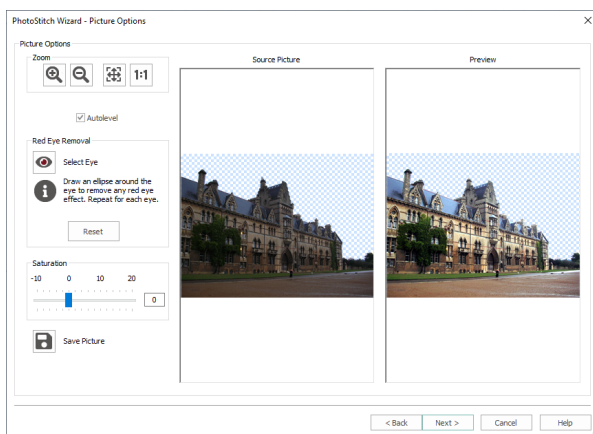 PhotoStitch Wizard - Picture Options
Picture Options
Zoom
1:1
Autolevel
Red Eye Removal
Select Eye
Draw an ellipse around the
eye to remove any red eye
effect. Repeat for each eye.
Reset
Saturation
-10 0 10 20
0
Save Picture
Source Picture
Preview
< Back Next > Cancel Help